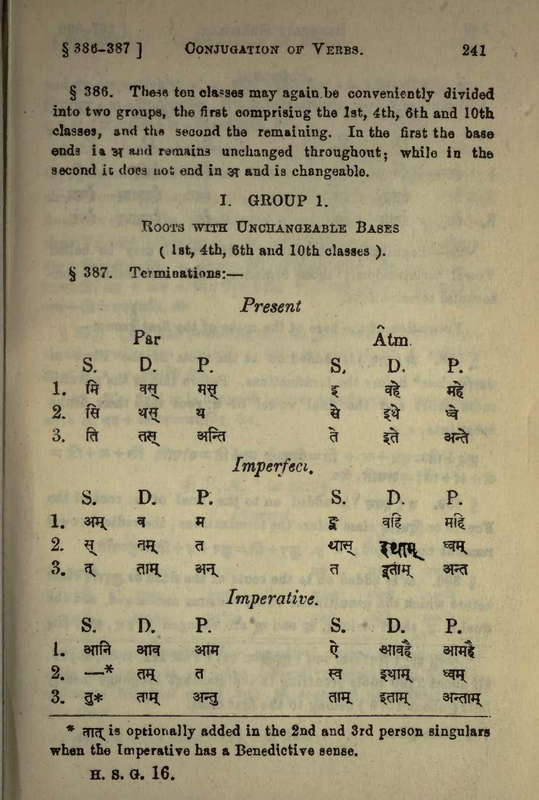 § 386-387 ] CONJUGATION OF VERBS. 241
§ 386. These ten classes may again be conveniently divided
into two groups, the first comprising the 1st, 4th, 6th and 10th
classes, and the second the remaining. In the first the base
ends in अ and remains unchanged throughout; while in the
second it does not end in अ and is changeable.
I. GROUP 1.
ROOTS WITH UNCHANGEABLE BASES
( 1st, 4th, 6th and 10th classes ).
§ 387. Terminations:—
Present
Par Âtm.
S. D. P. S. D. P.
1. मि वस् मस् इ वहे महे
2. सि थस् थ से इथे ध्वे
3. ति तस् अन्ति ते इते अन्ते
Imperfect.
S. D. P. S. D. P.
1. अम् व म इ वहि महि
2. स् तम् त थास् इथाम् ध्वम्
3. त् ताम् अन् त इताम् अन्त
Imperative.
S. D. P. S. D. P.
1. आनि आव आम ऐ आवहै आमहै
2. —* तम् त स्व इथाम् ध्वम्
3. तु* ताम् अन्तु ताम् इताम् अन्ताम्
* तात् is optionally added in the 2nd and 3rd person singulars
when the Imperative has a Benedictive sense.
H. S. G. 16.